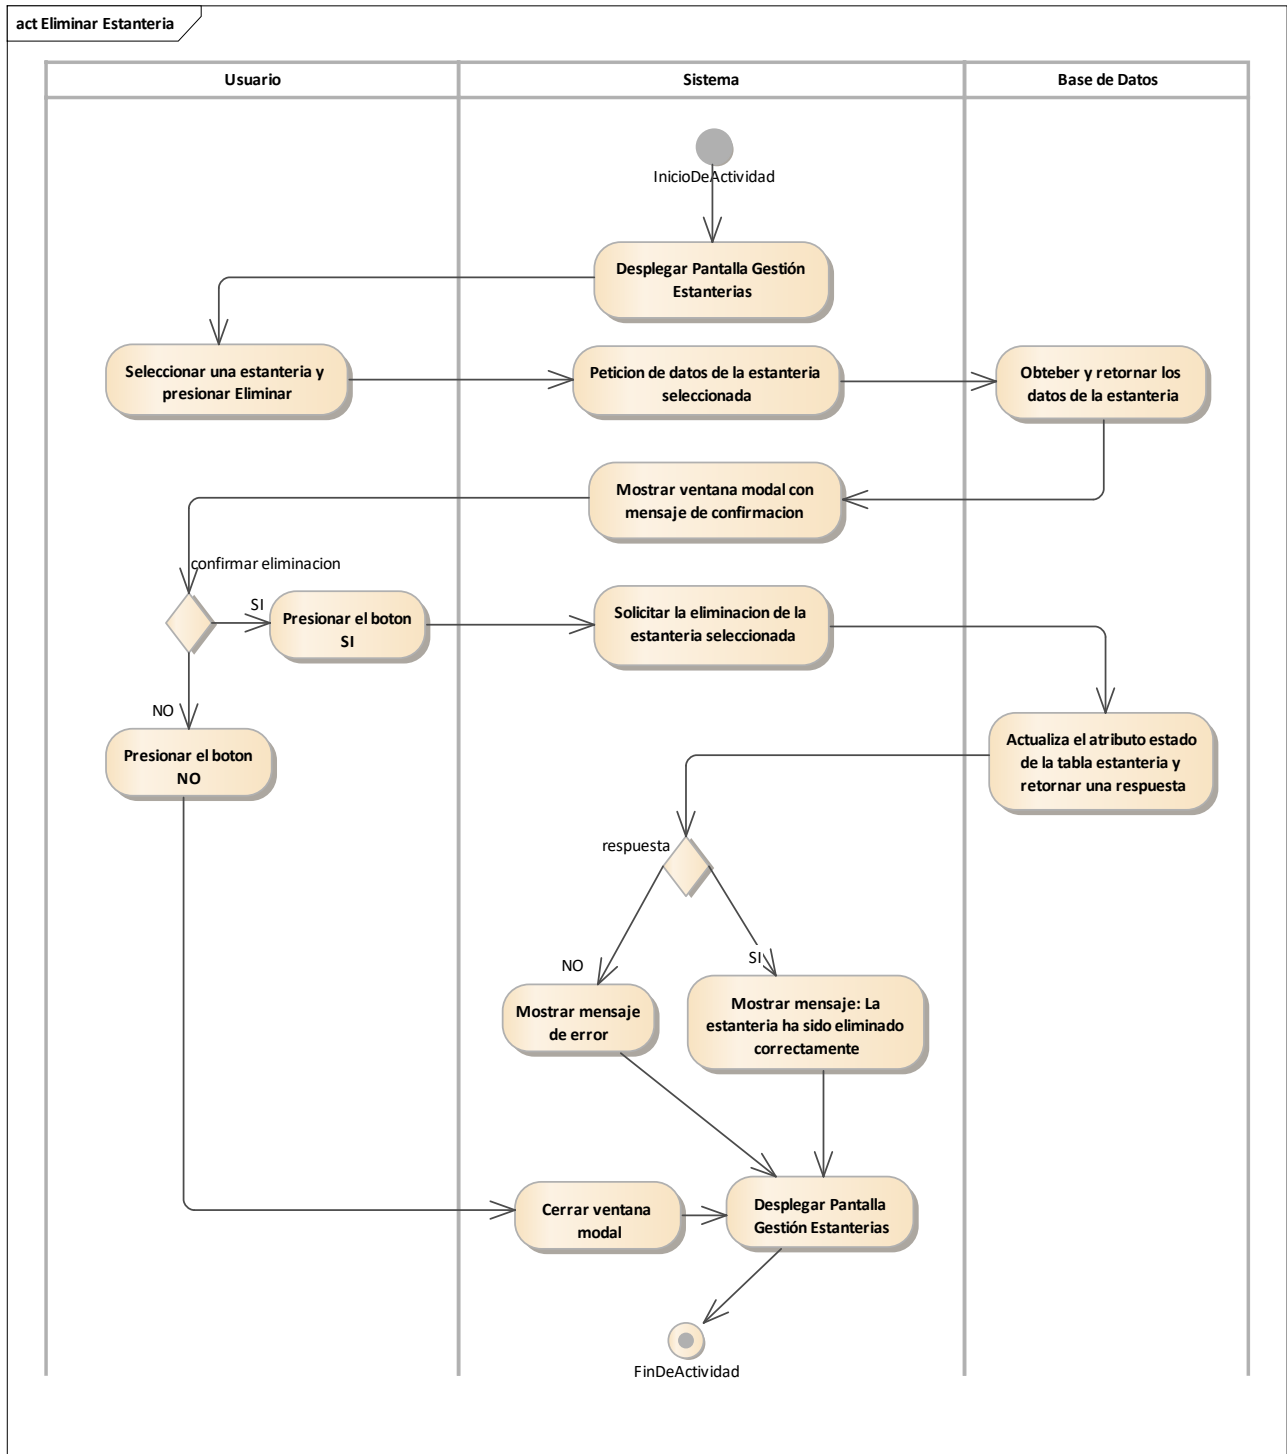 act Eliminar Estanteria
Usuario
Sistema
Base de Datos
InicioDeActividad
Desplegar Pantalla Gestión
Estanterias
Seleccionar una estanteria y
presionar Eliminar
Peticion de datos de la estanteria
seleccionada
Obteber y retornar los
datos de la estanteria
Mostrar ventana modal con
mensaje de confirmacion
confirmar eliminacion
SI
Presionar el boton
SI
Solicitar la eliminacion de la
estanteria seleccionada
NO
Presionar el boton
NO
Actualiza el atributo estado
de la tabla estanteria y
retornar una respuesta
respuesta
NO
SI
Mostrar mensaje
de error
Mostrar mensaje: La
estanteria ha sido eliminado
correctamente
Cerrar ventana
modal
Desplegar Pantalla
Gestión Estanterias
FinDeActividad